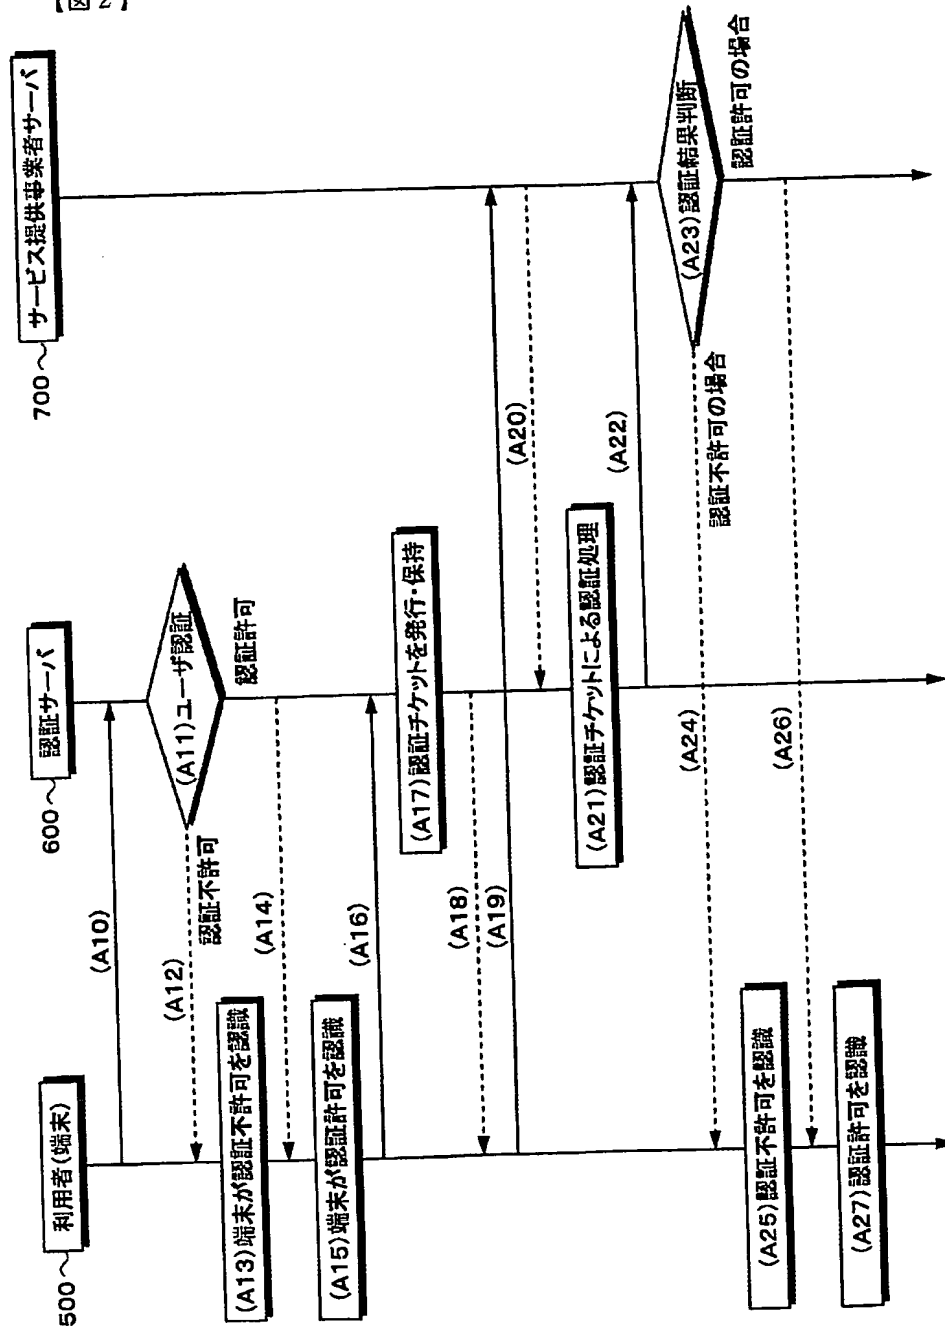 【図2】
500～
利用者(端末)
600～
認証サーバ
700～
サービス提供事業者サーバ
(A10)
(A11)ユーザ認証
(A12)
認証不許可
認証許可
(A13)端末が認証不許可を認識
(A14)
(A15)端末が認証許可を認識
(A16)
(A17)認証チケットを発行・保持
(A18)
(A19)
(A20)
(A21)認証チケットによる認証処理
(A22)
(A23)認証結果判断
認証不許可の場合
認証許可の場合
(A24)
(A25)認証不許可を認識
(A26)
(A27)認証許可を認識